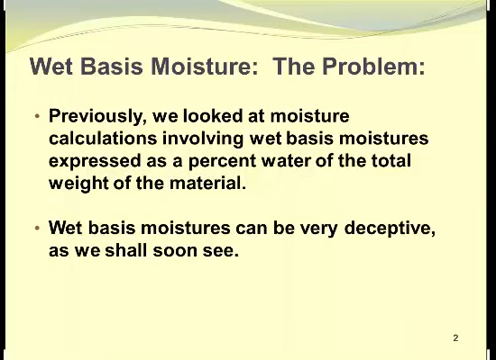 Wet Basis Moisture:  The Problem:
• Previously, we looked at moisture
calculations involving wet basis moistures
expressed as a percent water of the total
weight of the material.
• Wet basis moistures can be very deceptive,
as we shall soon see.
2